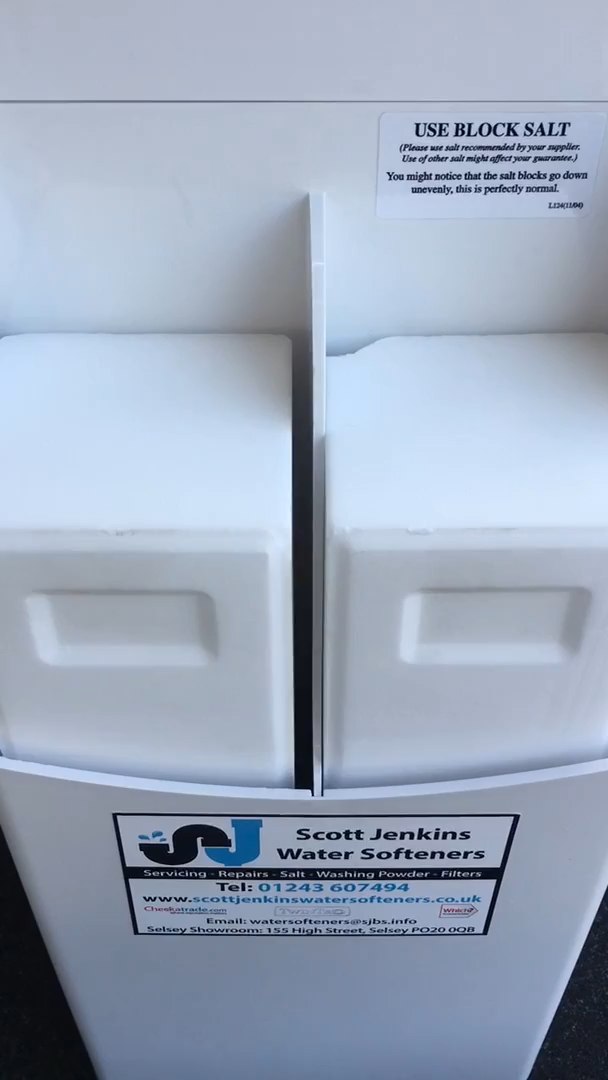 USE BLOCK SALT
(Please use salt recommended by your supplier.
Use of other salt might affect your guarantee.)
You might notice that the salt blocks go down
unevenly, this is perfectly normal.
L124(11/04)
SJ
Scott Jenkins
Water Softeners
Servicing - Repairs - Salt - Washing Powder - Filters
Tel: 01243 607494
www.scottjenkinswatersofteners.co.uk
Checkatrade.com
Which?
Email: watersofteners@sjbs.info
Selsey Showroom: 155 High Street, Selsey PO20 0QB